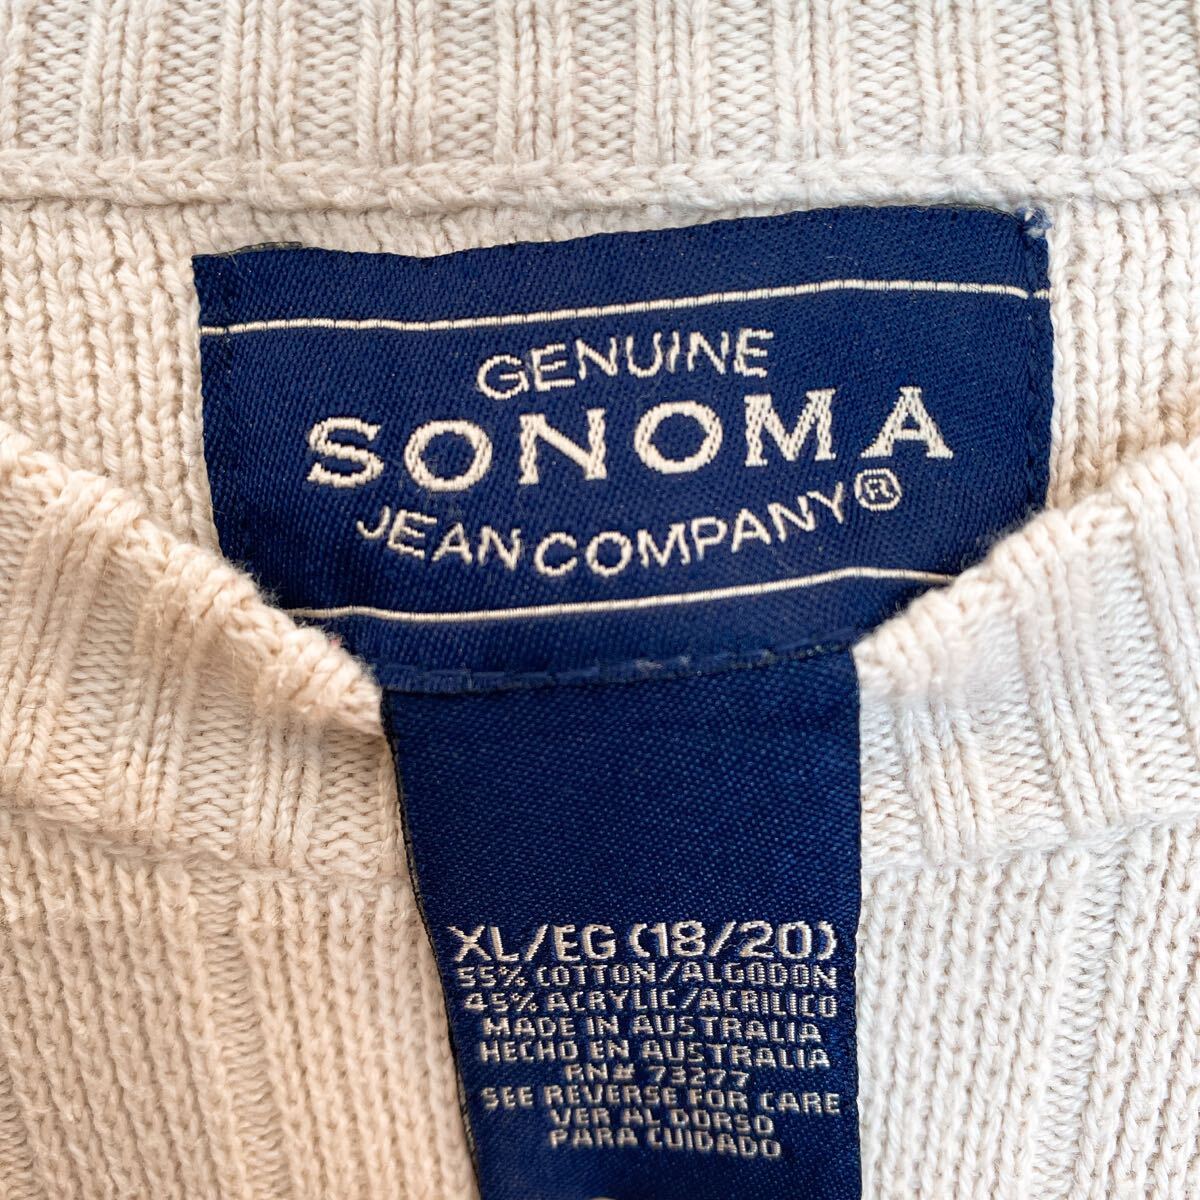 GENUINE
SONOMA
JEAN COMPANY®
XL/EG (18/20)
55% COTTON/ALGODON
45% ACRYLIC/ACRILICO
MADE IN AUSTRALIA
HECHO EN AUSTRALIA
RN# 73277
SEE REVERSE FOR CARE
VER AL DORSO
PARA CUIDADO